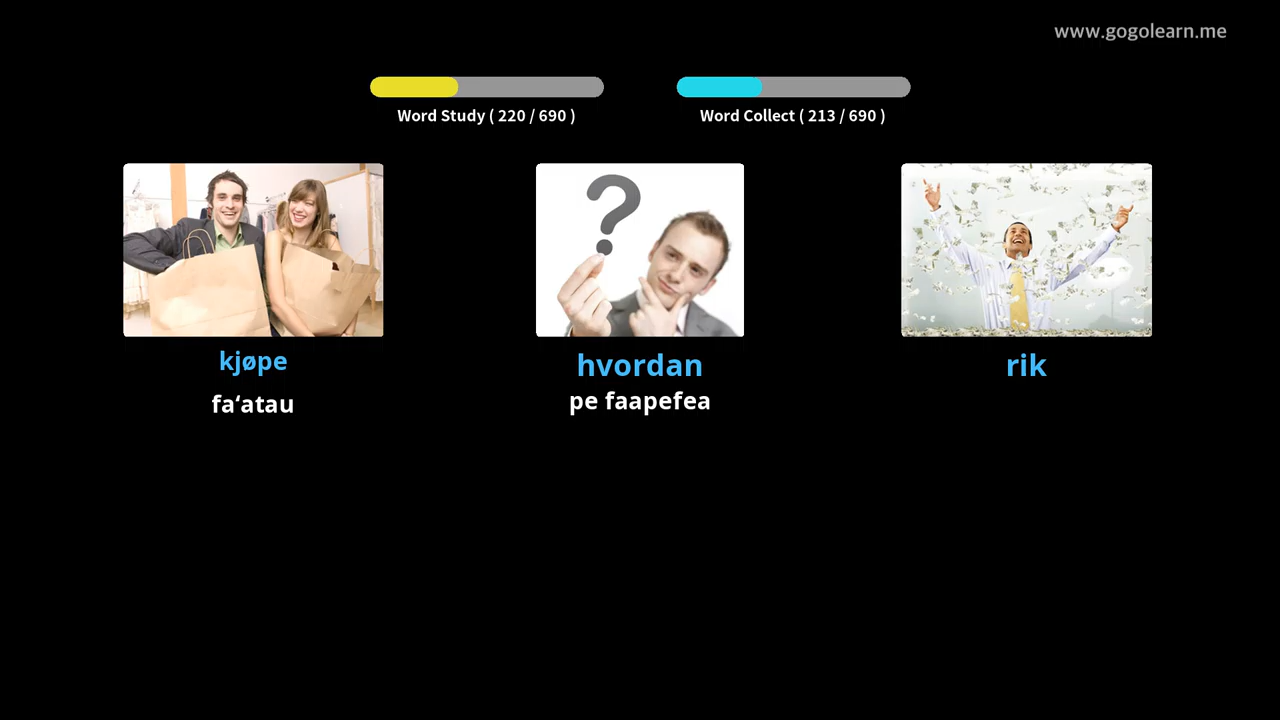 www.gogolearn.me
Word Study ( 220 / 690 )
Word Collect ( 213 / 690 )
kjøpe
hvordan
rik
fa‘atau
pe faapefea